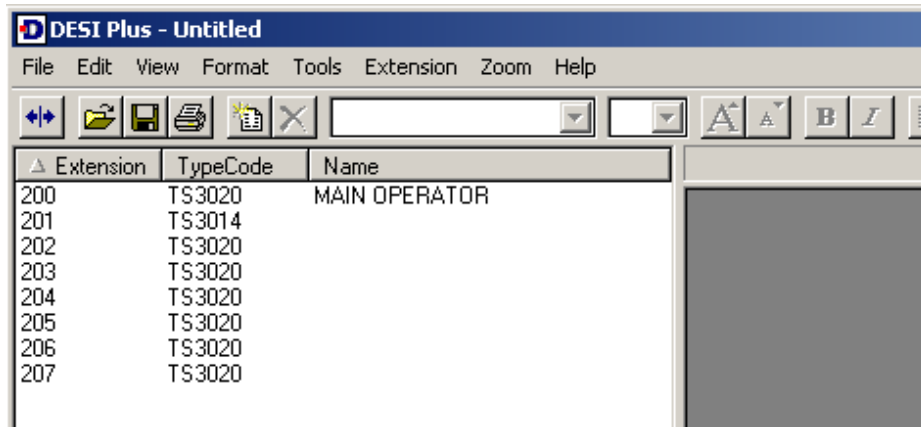 DESI Plus - Untitled
File Edit View Format Tools Extension Zoom Help
A A B I
Extension TypeCode Name
200 TS3020 MAIN OPERATOR
201 TS3014
202 TS3020
203 TS3020
204 TS3020
205 TS3020
206 TS3020
207 TS3020